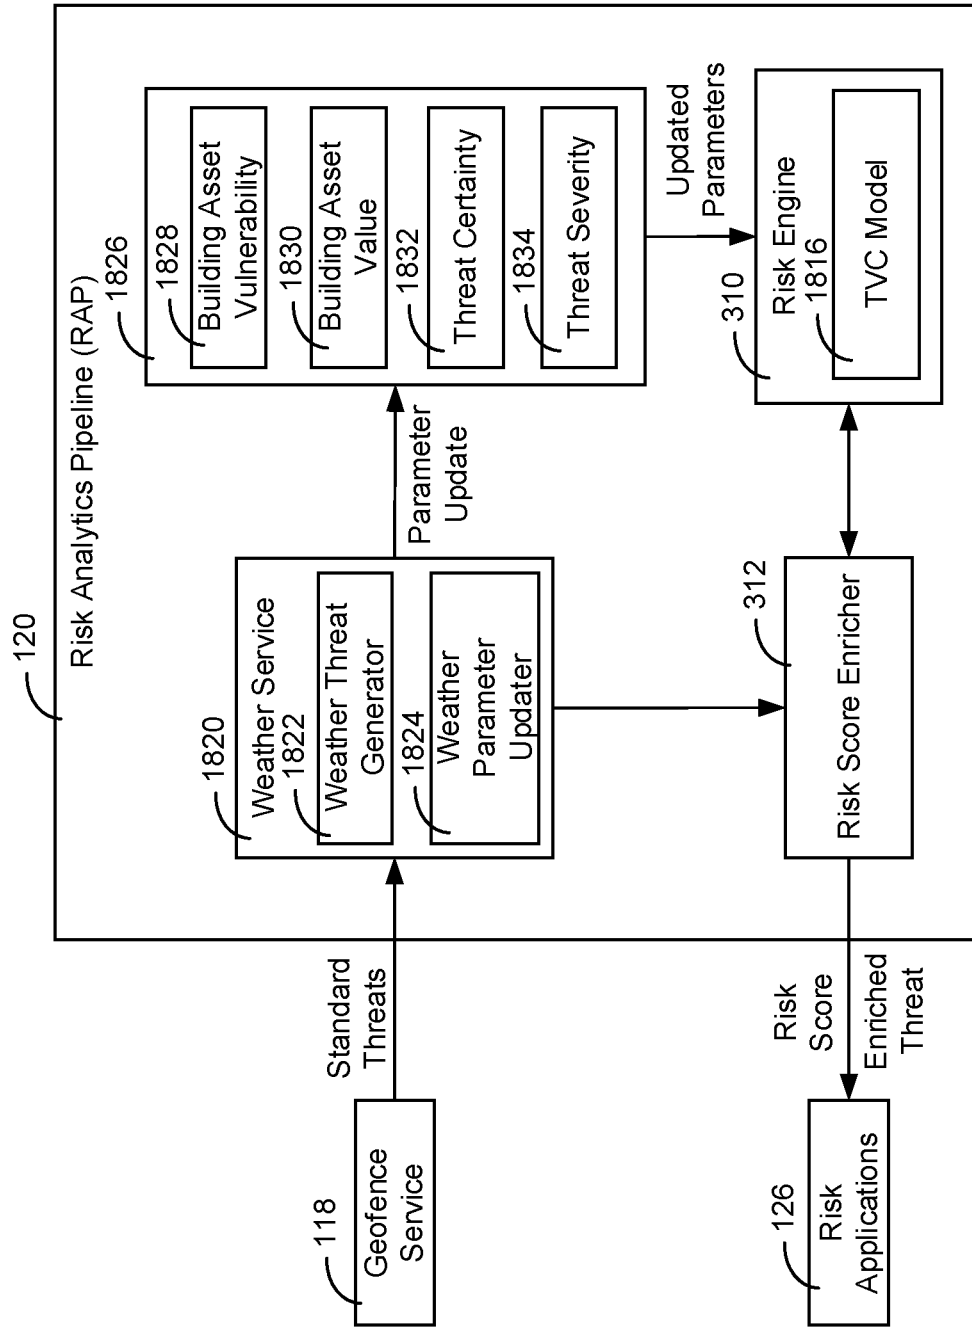 120
Risk Analytics Pipeline (RAP)
118
Geofence
Service
Standard
Threats
1820
Weather Service
1822
Weather Threat
Generator
1824
Weather
Parameter
Updater
Parameter
Update
1826
1828
Building Asset
Vulnerability
1830
Building Asset
Value
1832
Threat Certainty
1834
Threat Severity
Updated
Parameters
126
Risk
Applications
Risk
Score
Enriched
Threat
312
Risk Score Enricher
310
Risk Engine
1816
TVC Model